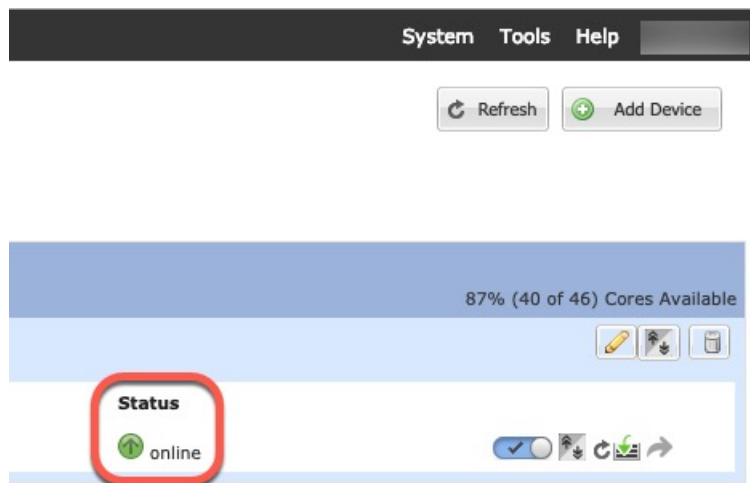 System Tools Help
Refresh Add Device
87% (40 of 46) Cores Available
Status
online